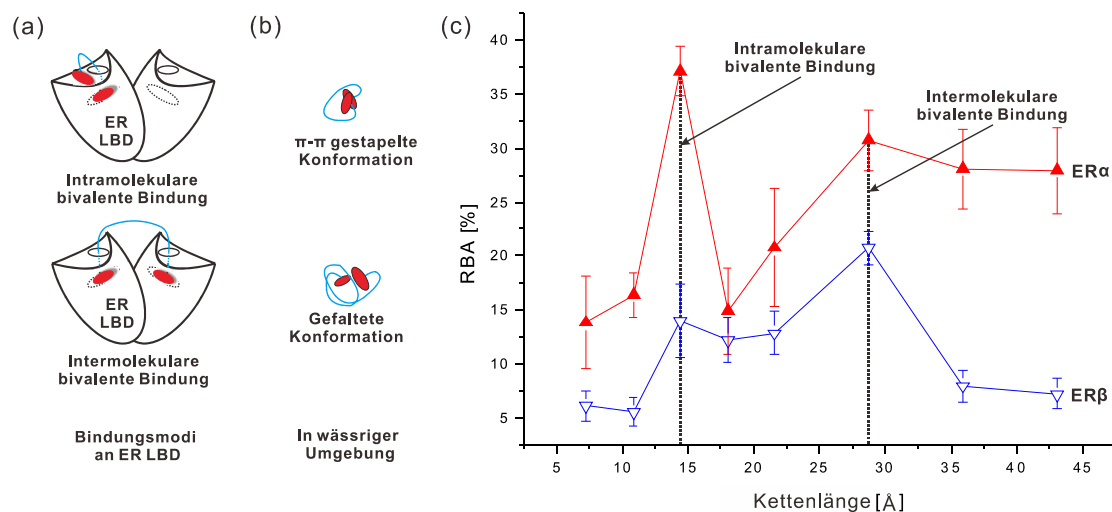 (a)
ER
LBD
Intramolekulare
bivalente Bindung
ER
LBD
Intermolekulare
bivalente Bindung
Bindungsmodi
an ER LBD
(b)
π-π gestapelte
Konformation
Gefaltete
Konformation
In wässriger
Umgebung
(c)
RBA [%]
40
35
30
25
20
15
10
5
Intramolekulare
bivalente Bindung
Intermolekulare
bivalente Bindung
ERα
ERβ
5 10 15 20 25 30 35 40 45
Kettenlänge [Å]